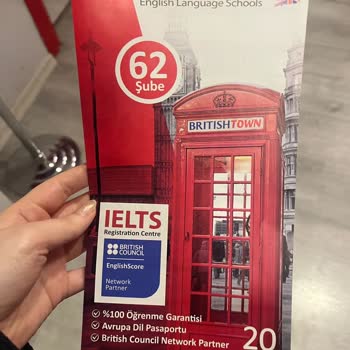 English Language Schools
62
Şube
BRITISHTOWN
IELTS
Registration Centre
BRITISH
COUNCIL
EnglishScore
Network
Partner
%100 Öğrenme Garantisi
Avrupa Dil Pasaportu
British Council Network Partner
20